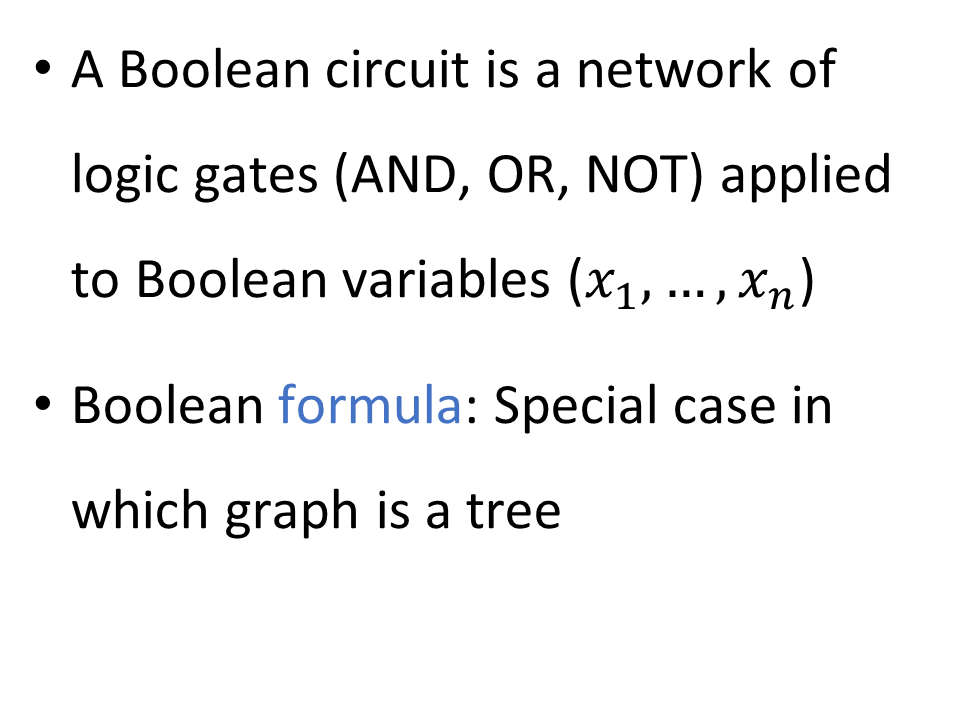 • A Boolean circuit is a network of
logic gates (AND, OR, NOT) applied
to Boolean variables (𝑥₁, … , 𝑥ₙ)
• Boolean formula: Special case in
which graph is a tree